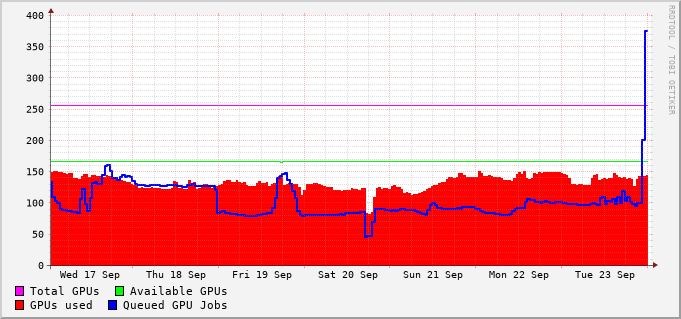 400
350
300
250
200
150
100
50
0
Wed 17 Sep Thu 18 Sep Fri 19 Sep Sat 20 Sep Sun 21 Sep Mon 22 Sep Tue 23 Sep
Total GPUs Available GPUs
GPUs used Queued GPU Jobs
RRDTOOL / TOBI OETIKER